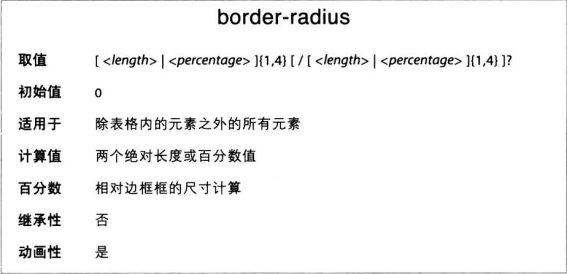 border-radius
取值 [ <length> | <percentage> ]{1,4} [ / [ <length> | <percentage> ]{1,4} ]?
初始值 0
适用于 除表格内的元素之外的所有元素
计算值 两个绝对长度或百分数值
百分数 相对边框框的尺寸计算
继承性 否
动画性 是